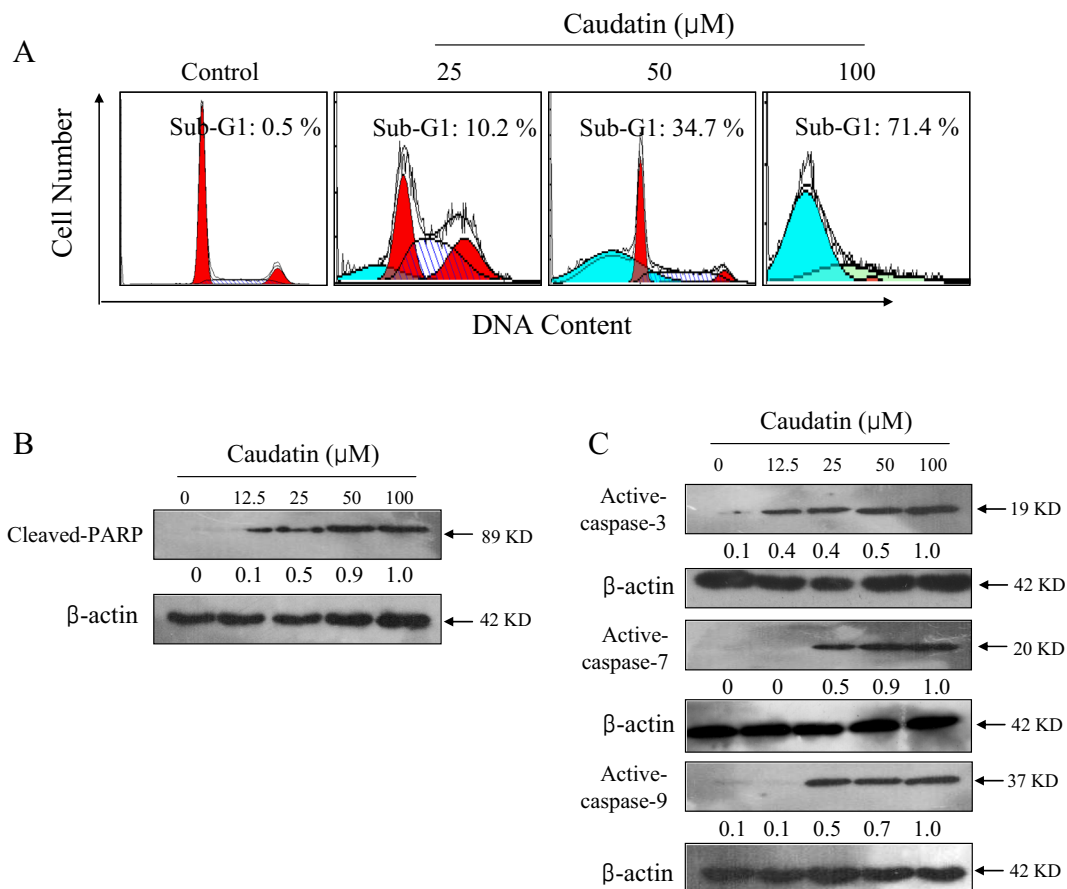 A
Caudatin (μM)
Control 25 50 100
Sub-G1: 0.5 % Sub-G1: 10.2 % Sub-G1: 34.7 % Sub-G1: 71.4 %
Cell Number
DNA Content
B
Caudatin (μM)
0 12.5 25 50 100
Cleaved-PARP 89 KD
0 0.1 0.5 0.9 1.0
β-actin 42 KD
C
Caudatin (μM)
0 12.5 25 50 100
Active-
caspase-3 19 KD
0.1 0.4 0.4 0.5 1.0
β-actin 42 KD
Active-
caspase-7 20 KD
0 0 0.5 0.9 1.0
β-actin 42 KD
Active-
caspase-9 37 KD
0.1 0.1 0.5 0.7 1.0
β-actin 42 KD